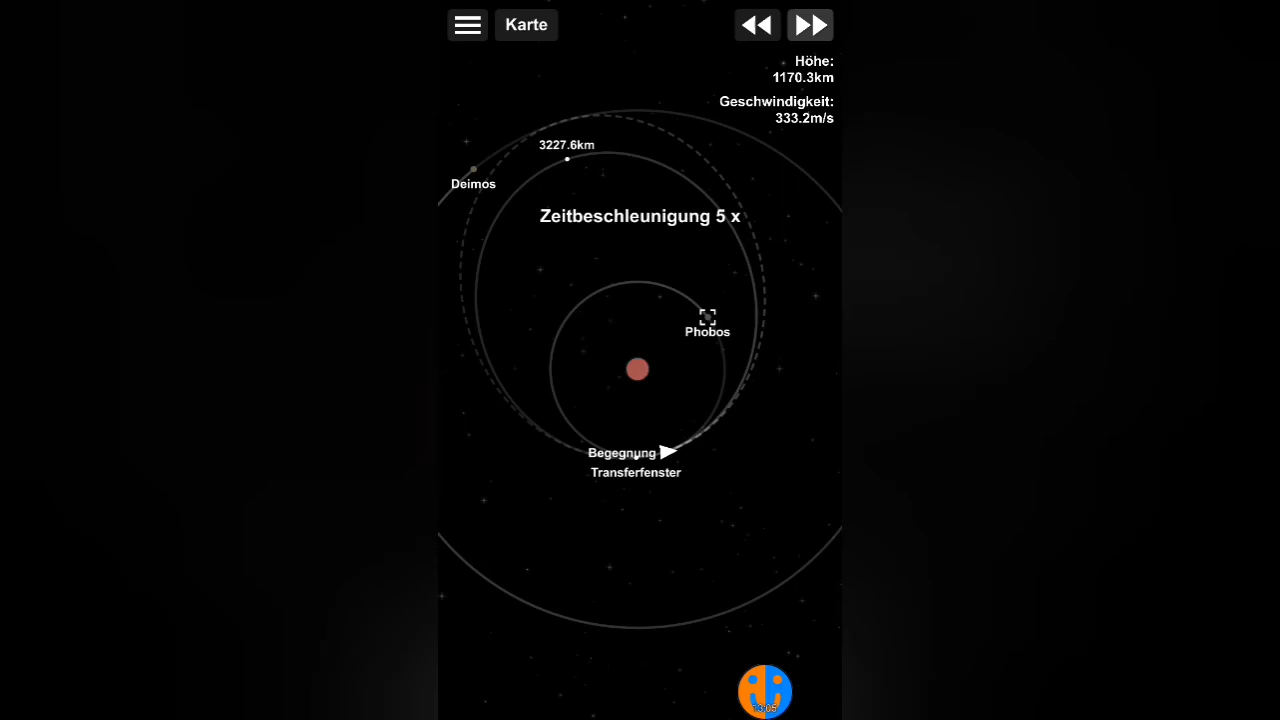 Karte
Höhe:
1170.3km
Geschwindigkeit:
333.2m/s
3227.6km
Deimos
Zeitbeschleunigung 5 x
Phobos
Begegnung
Transferfenster